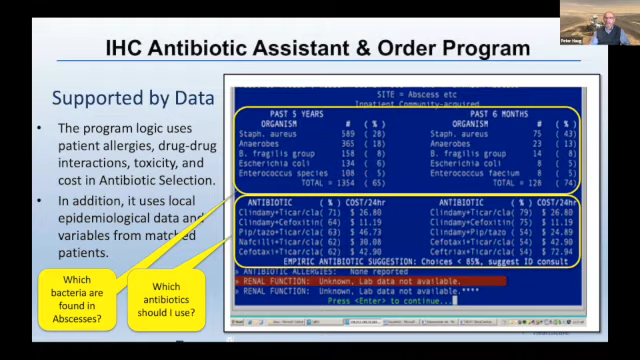 IHC Antibiotic Assistant & Order Program
Peter Haug
Supported by Data
• The program logic uses
patient allergies, drug-drug
interactions, toxicity, and
cost in Antibiotic Selection.
• In addition, it uses local
epidemiological data and
variables from matched
patients.
Which
bacteria are
found in
Abscesses?
Which
antibiotics
should I use?
SITE = Abscess etc
Inpatient Community-acquired
PAST 5 YEARS PAST 6 MONTHS
ORGANISM # (%) ORGANISM # (%)
Staph. aureus 589 (28) Staph. aureus 75 (43)
Anaerobes 365 (18) Anaerobes 23 (13)
B. fragilis group 158 (8) B. fragilis group 14 (8)
Escherichia coli 134 (6) Escherichia coli 8 (5)
Enterococcus species 108 (5) Enterococcus faecium 8 (5)
TOTAL = 1354 (65) TOTAL = 128 (74)
ANTIBIOTIC (%) COST/24hr ANTIBIOTIC (%) COST/24hr
Clindamy+Ticar/cla( 71) $ 26.80 Clindamy+Ticar/cla( 79) $ 26.80
Clindamy+Cefoxitin( 64) $ 11.19 Clindamy+Cefoxitin( 75) $ 11.19
Pip/tazo+Ticar/cla( 63) $ 46.73 Clindamy+Pip/tazo ( 54) $ 24.89
Nafcilli+Ticar/cla( 62) $ 30.08 Cefotaxi+Ticar/cla( 54) $ 42.90
Cefotaxi+Ticar/cla( 62) $ 42.90 Ceftriax+Ticar/cla( 54) $ 72.94
EMPIRIC ANTIBIOTIC SUGGESTION: Choices < 85%, suggest ID consult
ANTIBIOTIC ALLERGIES: None reported
RENAL FUNCTION: Unknown, Lab data not available.
RENAL FUNCTION: Unknown, Lab data not available.****
Press <Enter> to continue...